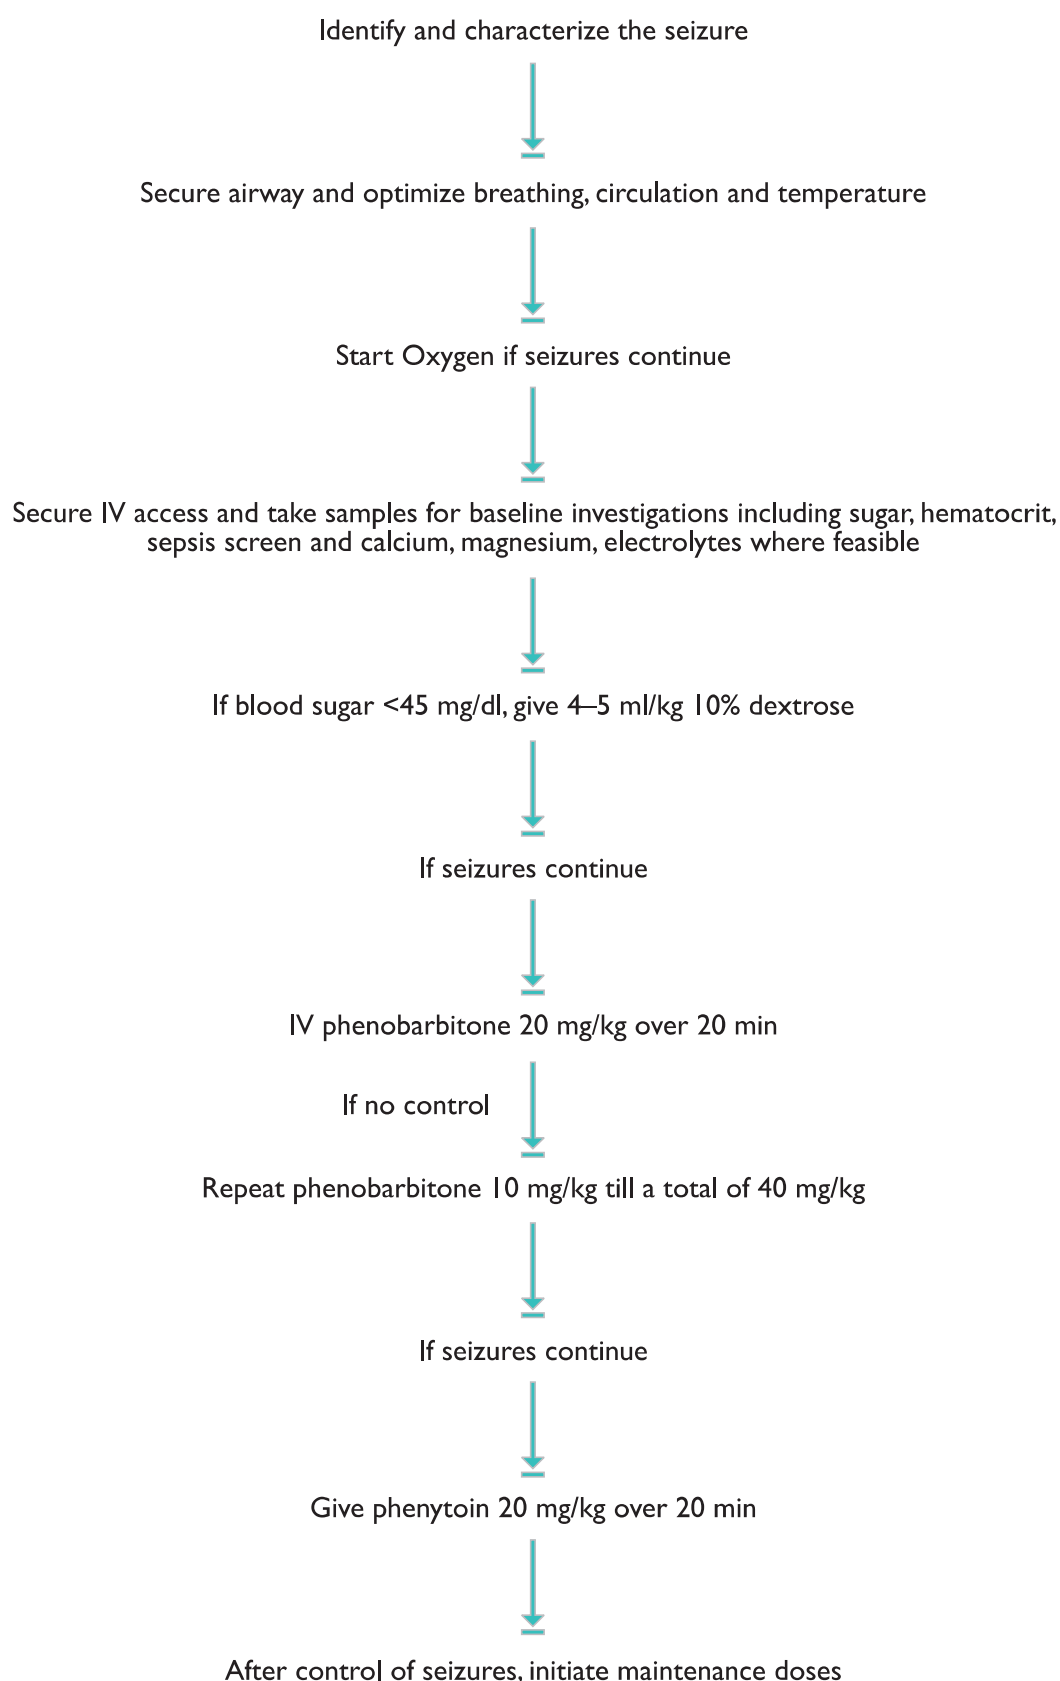 Identify and characterize the seizure
Secure airway and optimize breathing, circulation and temperature
Start Oxygen if seizures continue
Secure IV access and take samples for baseline investigations including sugar, hematocrit,
sepsis screen and calcium, magnesium, electrolytes where feasible
If blood sugar <45 mg/dl, give 4–5 ml/kg 10% dextrose
If seizures continue
IV phenobarbitone 20 mg/kg over 20 min
If no control
Repeat phenobarbitone 10 mg/kg till a total of 40 mg/kg
If seizures continue
Give phenytoin 20 mg/kg over 20 min
After control of seizures, initiate maintenance doses